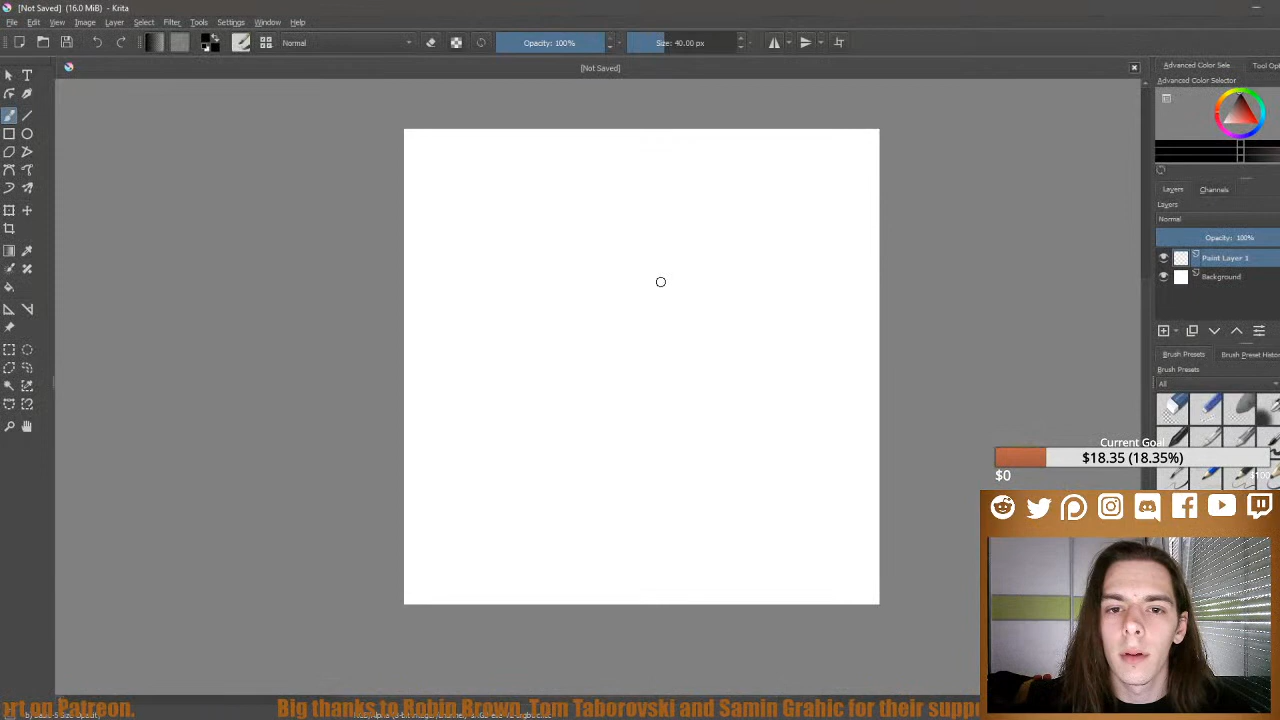 [Not Saved] (16.0 MiB) - Krita
File Edit View Image Layer Select Filter Tools Settings Window Help
Normal
Opacity: 100%
Size: 40.00 px
[Not Saved]
Advanced Color Sele...
Tool Opt
Advanced Color Selector
Layers
Channels
Layers
Normal
Opacity: 100%
Paint Layer 1
Background
Brush Presets
Brush Preset Histo
Brush Presets
All
Current Goal
$18.35 (18.35%)
$0
$100
rt on Patreon.
Big thanks to Robin Brown, Tom Taborovski and Samin Grahic for their suppo